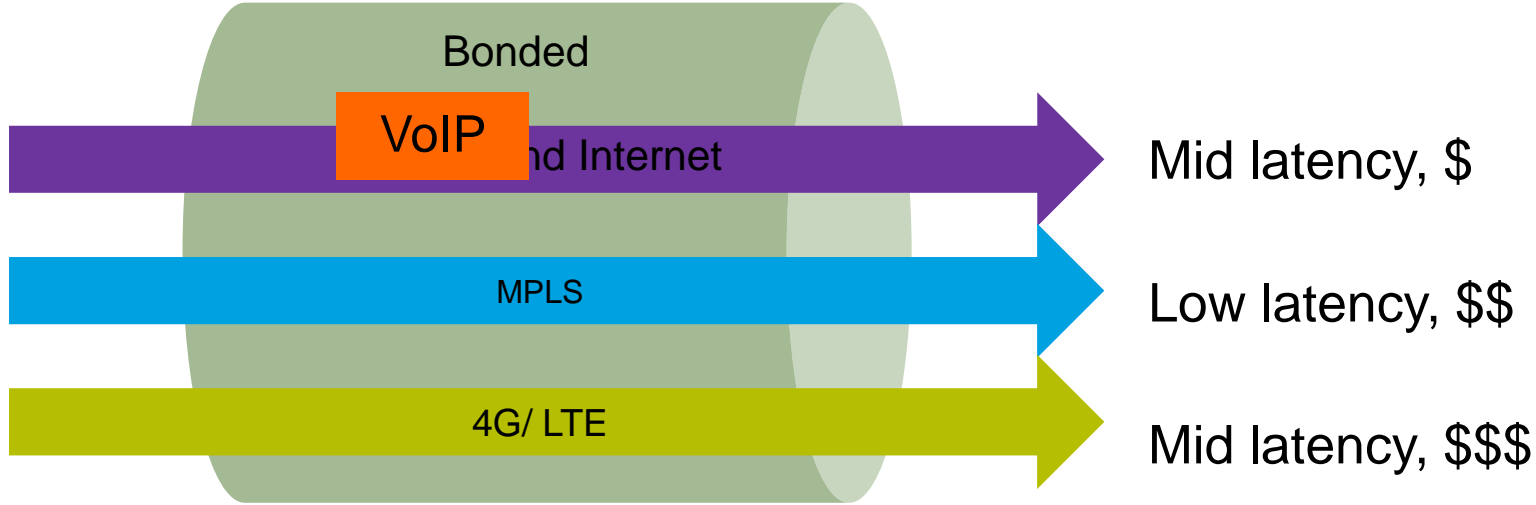 Bonded
VoIP
nd Internet
Mid latency, $
MPLS
Low latency, $$
4G/ LTE
Mid latency, $$$